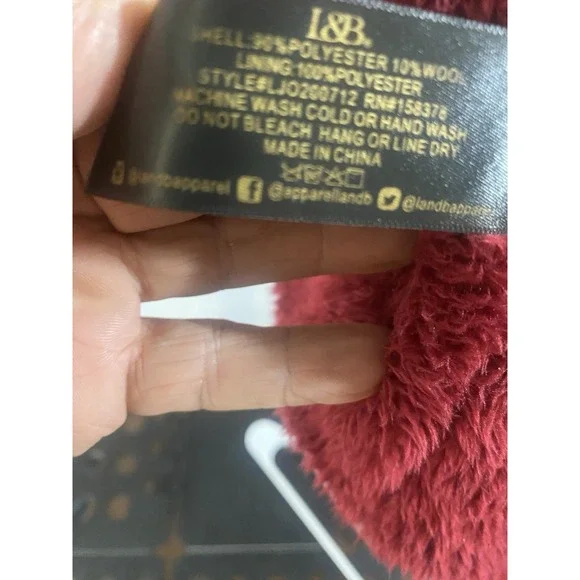 L&B.
SHELL:90%POLYESTER 10%WOOL
LINING:100%POLYESTER
STYLE#LJO200712 RN#158378
MACHINE WASH COLD OR HAND WASH
DO NOT BLEACH HANG OR LINE DRY
MADE IN CHINA
@landbapparel @apparellandb @landbapparel